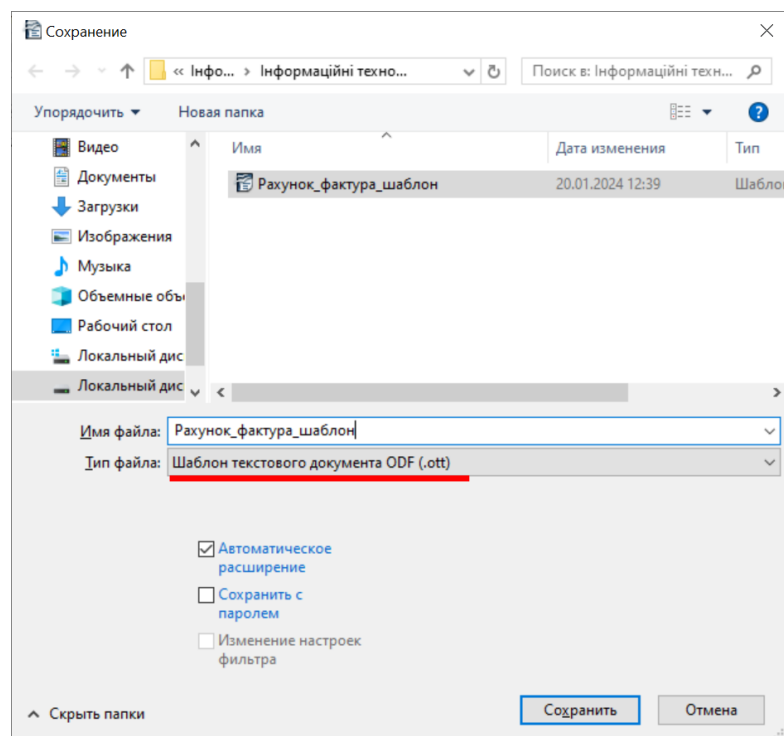 Сохранение
« Інфо... > Інформаційні техно...
Поиск в: Інформаційні техн...
Упорядочить
Новая папка
Имя
Дата изменения
Тип
Видео
Документы
Загрузки
Изображения
Музыка
Объемные объ
Рабочий стол
Локальный дис
Локальный дис
Рахунок_фактура_шаблон
20.01.2024 12:39
Шабло
Имя файла: Рахунок_фактура_шаблон
Тип файла: Шаблон текстового документа ODF (.ott)
Автоматическое
расширение
Сохранить с
паролем
Изменение настроек
фильтра
Скрыть папки
Сохранить
Отмена